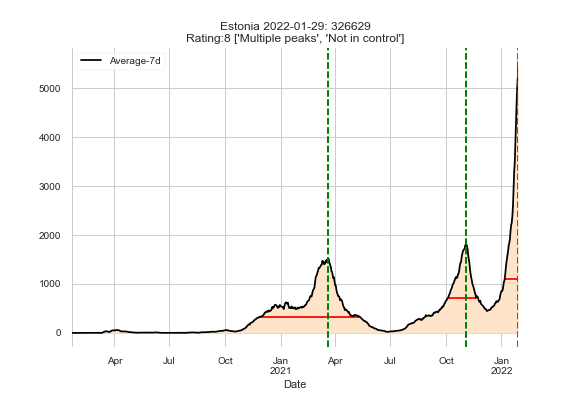 Estonia 2022-01-29: 326629
Rating:8 ['Multiple peaks', 'Not in control']
Average-7d
5000
4000
3000
2000
1000
0
Apr Jul Oct Jan Apr Jul Oct Jan
2021 2022
Date